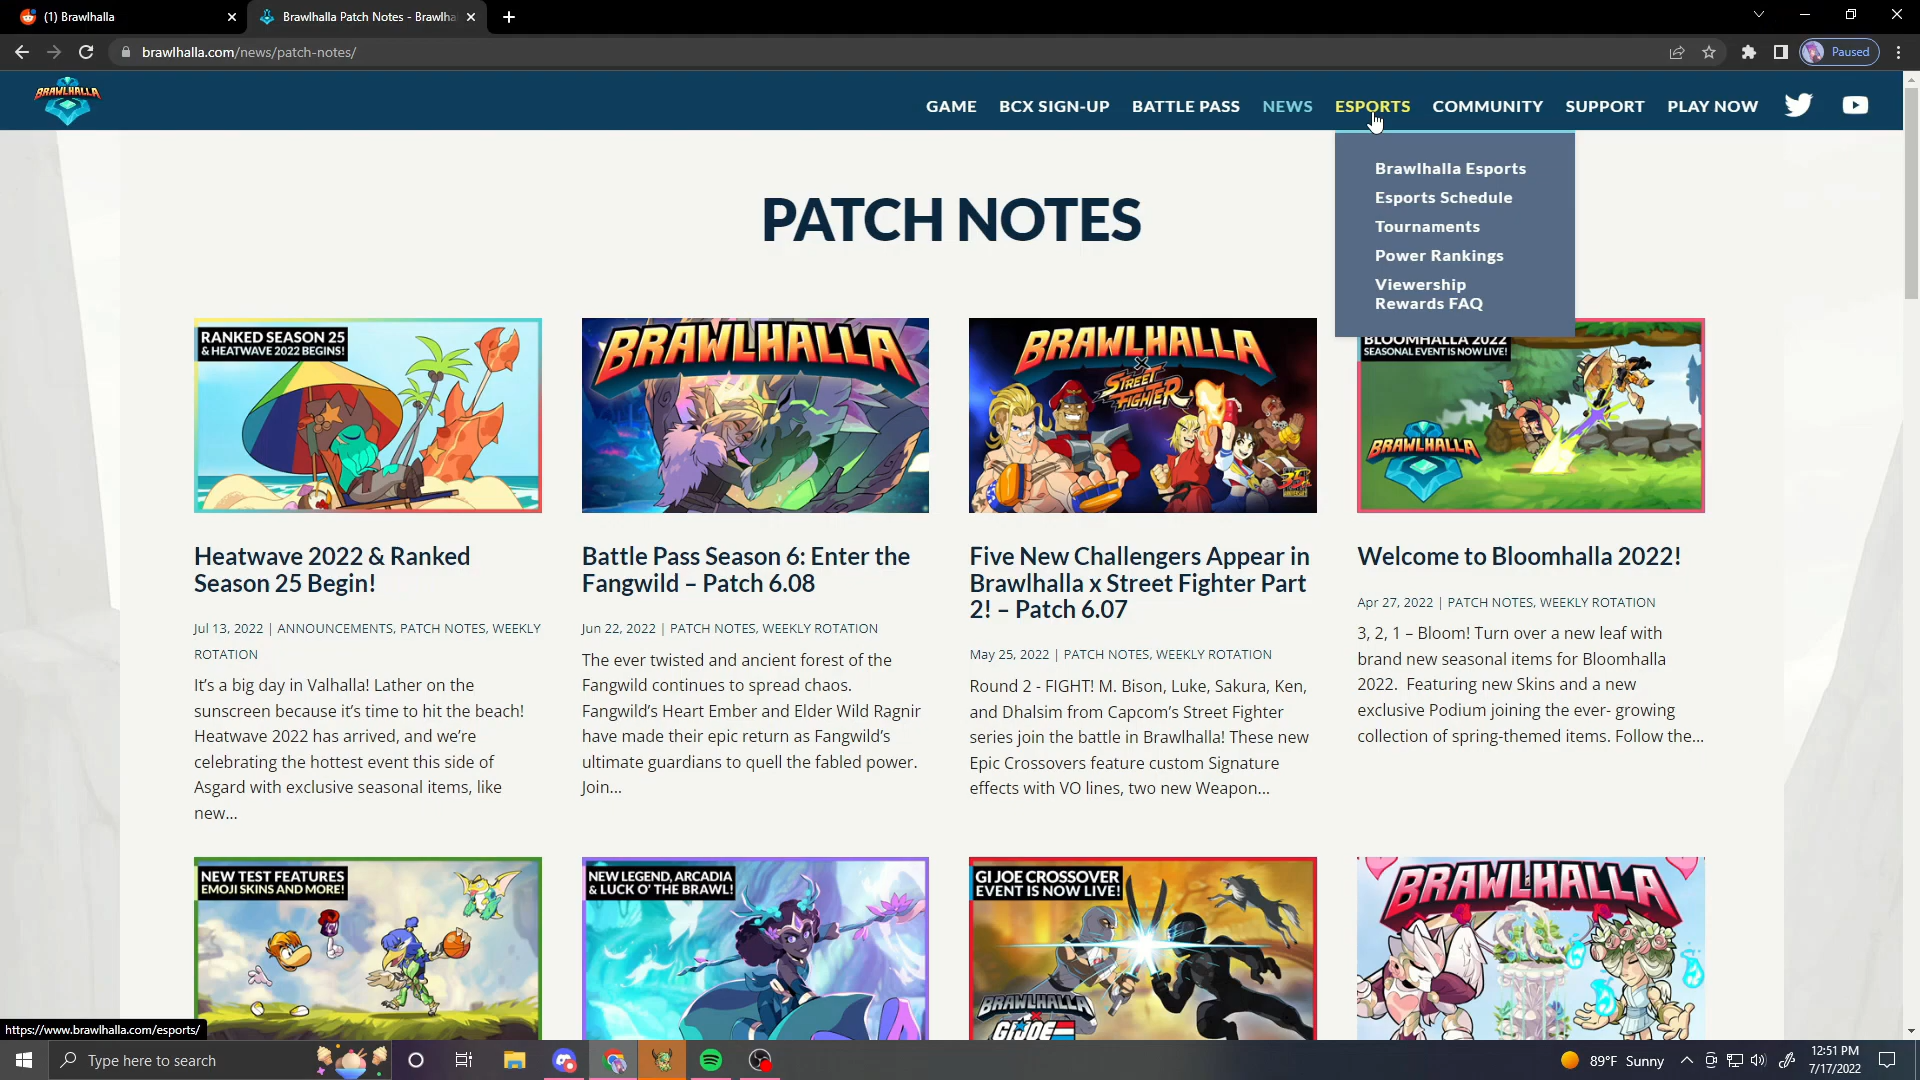 (1) Brawlhalla
Brawlhalla Patch Notes - Brawlha
brawlhalla.com/news/patch-notes/
Paused
BRAWLHALLA
GAME
BCX SIGN-UP
BATTLE PASS
NEWS
ESPORTS
COMMUNITY
SUPPORT
PLAY NOW
Brawlhalla Esports
Esports Schedule
Tournaments
Power Rankings
Viewership
Rewards FAQ
PATCH NOTES
RANKED SEASON 25
& HEATWAVE 2022 BEGINS!
BRAWLHALLA
BRAWLHALLA
X
STREET
FIGHTER
35
BLOOMHALLA 2022
SEASONAL EVENT IS NOW LIVE!
BRAWLHALLA
Heatwave 2022 & Ranked
Season 25 Begin!
Jul 13, 2022 | ANNOUNCEMENTS, PATCH NOTES, WEEKLY
ROTATION
It's a big day in Valhalla! Lather on the
sunscreen because it's time to hit the beach!
Heatwave 2022 has arrived, and we're
celebrating the hottest event this side of
Asgard with exclusive seasonal items, like
new...
Battle Pass Season 6: Enter the
Fangwild – Patch 6.08
Jun 22, 2022 | PATCH NOTES, WEEKLY ROTATION
The ever twisted and ancient forest of the
Fangwild continues to spread chaos.
Fangwild's Heart Ember and Elder Wild Ragnir
have made their epic return as Fangwild's
ultimate guardians to quell the fabled power.
Join...
Five New Challengers Appear in
Brawlhalla x Street Fighter Part
2! – Patch 6.07
May 25, 2022 | PATCH NOTES, WEEKLY ROTATION
Round 2 - FIGHT! M. Bison, Luke, Sakura, Ken,
and Dhalsim from Capcom's Street Fighter
series join the battle in Brawlhalla! These new
Epic Crossovers feature custom Signature
effects with VO lines, two new Weapon...
Welcome to Bloomhalla 2022!
Apr 27, 2022 | PATCH NOTES, WEEKLY ROTATION
3, 2, 1 – Bloom! Turn over a new leaf with
brand new seasonal items for Bloomhalla
2022.  Featuring new Skins and a new
exclusive Podium joining the ever- growing
collection of spring-themed items. Follow the...
NEW TEST FEATURES
EMOJI SKINS AND MORE!
NEW LEGEND, ARCADIA
& LUCK O' THE BRAWL!
GI JOE CROSSOVER
EVENT IS NOW LIVE!
BRAWLHALLA
X
GIJOE
BRAWLHALLA
https://www.brawlhalla.com/esports/
Type here to search
89°F Sunny
12:51 PM
7/17/2022